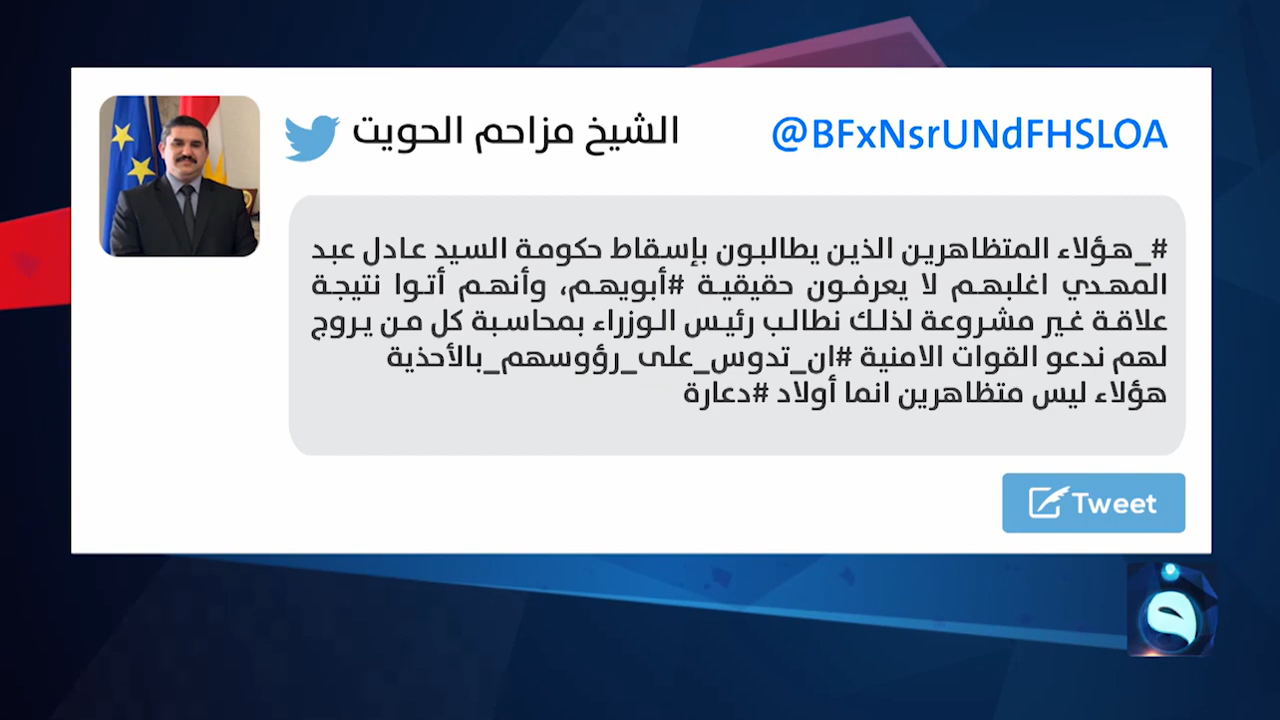 الشيخ مزاحم الحويت @BFxNsrUNdFHSLOA
#_هؤلاء المتظاهرين الذين يطالبون بإسقاط حكومة السيد عادل عبد
المهدي اغلبهم لا يعرفون حقيقية #أبويهم، وأنهم أتوا نتيجة
علاقة غير مشروعة لذلك نطالب رئيس الوزراء بمحاسبة كل من يروج
لهم ندعو القوات الامنية #ان_تدوس_على_رؤوسهم_بالأحذية
هؤلاء ليس متظاهرين انما أولاد #دعارة
Tweet